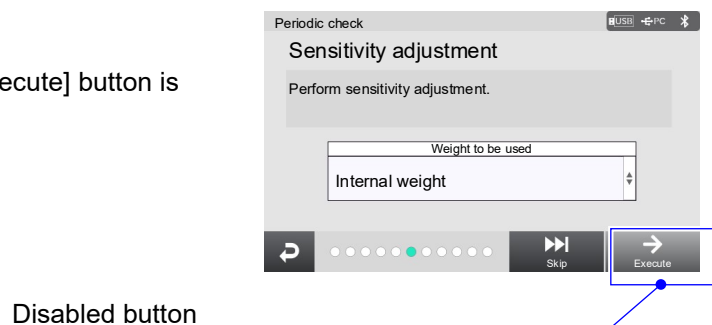 Periodic check
USB PC
Sensitivity adjustment
ecute] button is
Perform sensitivity adjustment.
Weight to be used
Internal weight
Skip
Execute
Disabled button